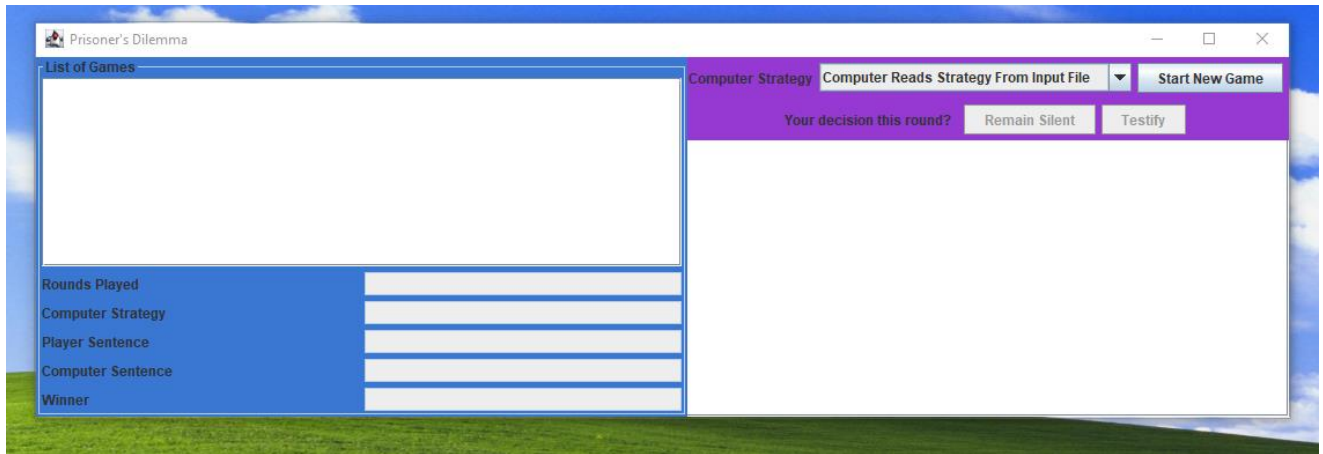 Prisoner's Dilemma
List of Games
Computer Strategy Computer Reads Strategy From Input File Start New Game
Your decision this round? Remain Silent Testify
Rounds Played
Computer Strategy
Player Sentence
Computer Sentence
Winner